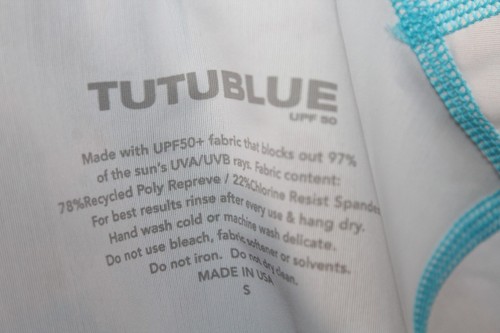 TUTUBLUE
UPF 50
Made with UPF50+ fabric that blocks out 97%
of the sun's UVA/UVB rays. Fabric content:
78%Recycled Poly Repreve / 22%Chlorine Resist Spandex
For best results rinse after every use & hang dry.
Hand wash cold or machine wash delicate.
Do not use bleach, fabric softener or solvents.
Do not iron. Do not dry clean.
MADE IN USA
S